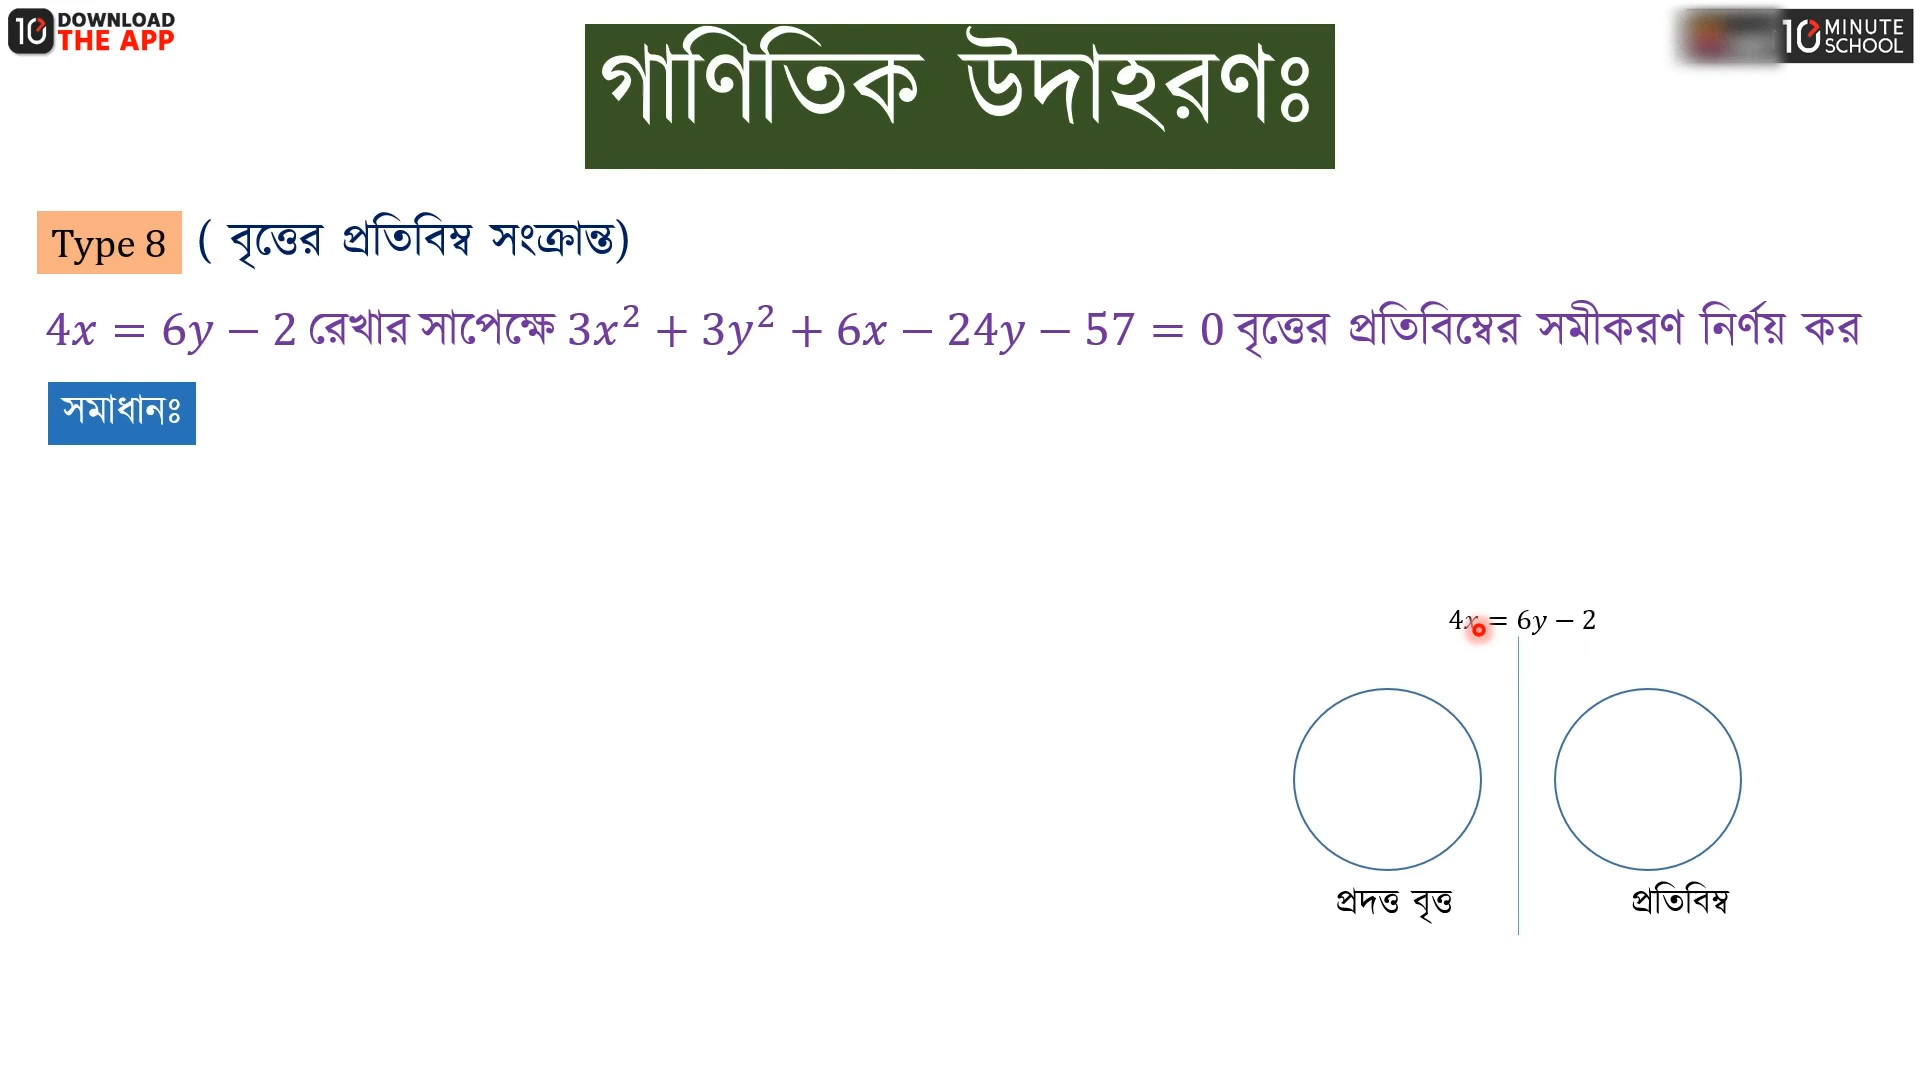 10 DOWNLOAD THE APP
10 MINUTE SCHOOL
গাণিতিক উদাহরণঃ
Type 8 ( বৃত্তের প্রতিবিম্ব সংক্রান্ত)
4x = 6y − 2 রেখার সাপেক্ষে 3x² + 3y² + 6x − 24y − 57 = 0 বৃত্তের প্রতিবিম্বের সমীকরণ নির্ণয় কর
সমাধানঃ
4x = 6y − 2
প্রদত্ত বৃত্ত
প্রতিবিম্ব